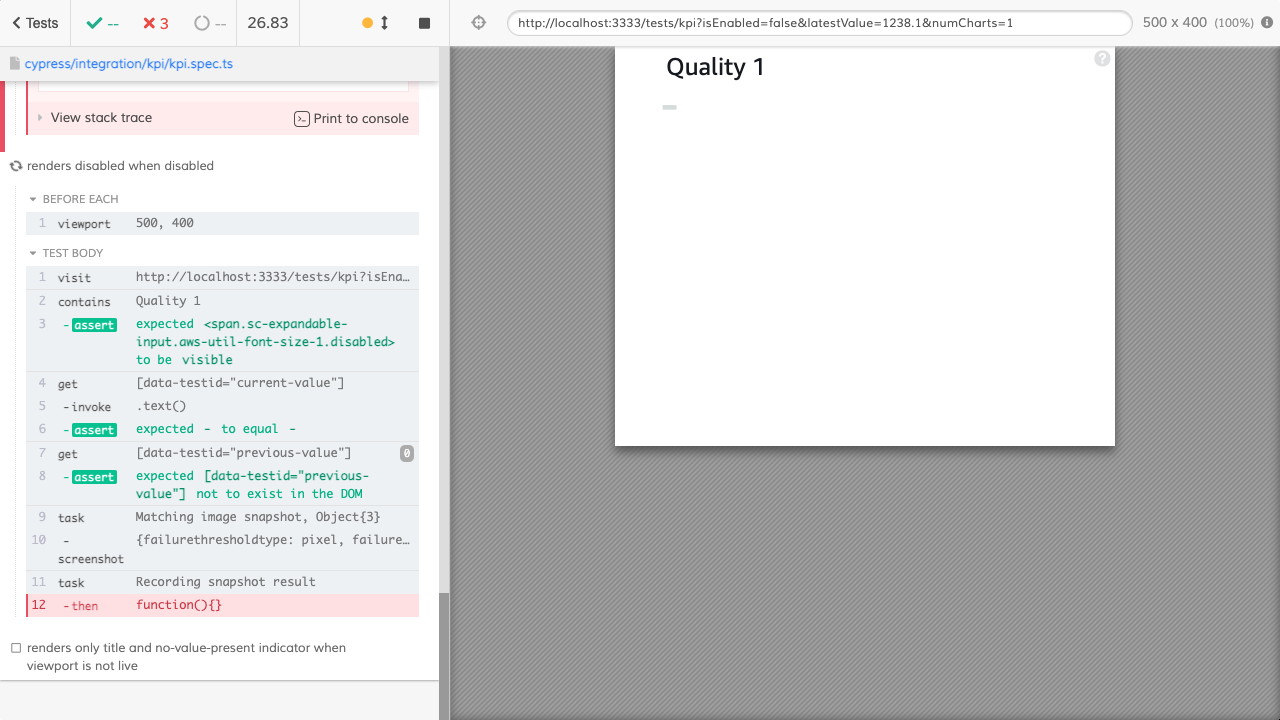 Tests
--
3
--
26.83
http://localhost:3333/tests/kpi?isEnabled=false&latestValue=1238.1&numCharts=1
500 x 400 (100%)
cypress/integration/kpi/kpi.spec.ts
View stack trace
Print to console
renders disabled when disabled
BEFORE EACH
1 viewport 500, 400
TEST BODY
1 visit http://localhost:3333/tests/kpi?isEna…
2 contains Quality 1
3 -assert expected <span.sc-expandable-
input.aws-util-font-size-1.disabled>
to be visible
4 get [data-testid="current-value"]
5 -invoke .text()
6 -assert expected - to equal -
7 get [data-testid="previous-value"] 0
8 -assert expected [data-testid="previous-
value"] not to exist in the DOM
9 task Matching image snapshot, Object{3}
10 - {failurethresholdtype: pixel, failure…
screenshot
11 task Recording snapshot result
12 -then function(){}
renders only title and no-value-present indicator when
viewport is not live
Quality 1
-
?